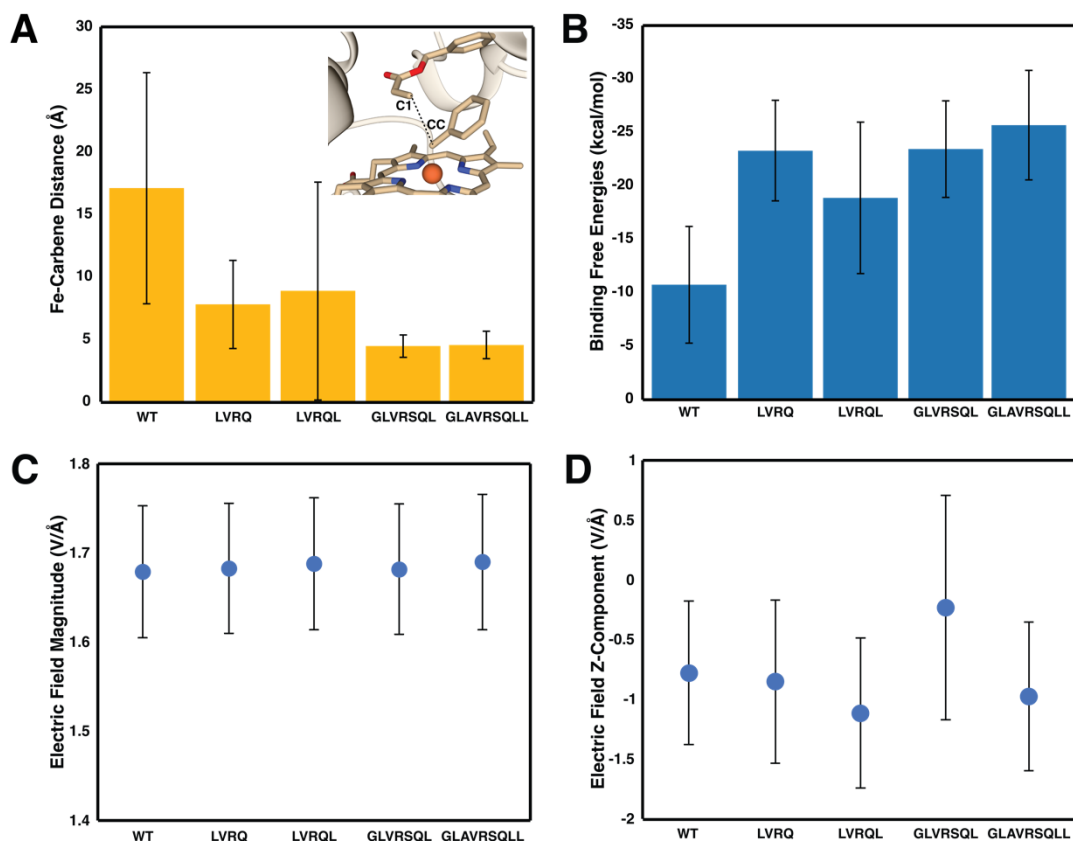 A
Fe-Carbene Distance (Å)
30
25
20
15
10
5
0
C1
CC
WT LVRQ LVRQL GLVRSQL GLAVRSQLL
B
Binding Free Energies (kcal/mol)
-35
-30
-25
-20
-15
-10
-5
0
WT LVRQ LVRQL GLVRSQL GLAVRSQLL
C
Electric Field Magnitude (V/Å)
1.8
1.7
1.6
1.5
1.4
WT LVRQ LVRQL GLVRSQL GLAVRSQLL
D
Electric Field Z-Component (V/Å)
1
0.5
0
-0.5
-1
-1.5
-2
WT LVRQ LVRQL GLVRSQL GLAVRSQLL